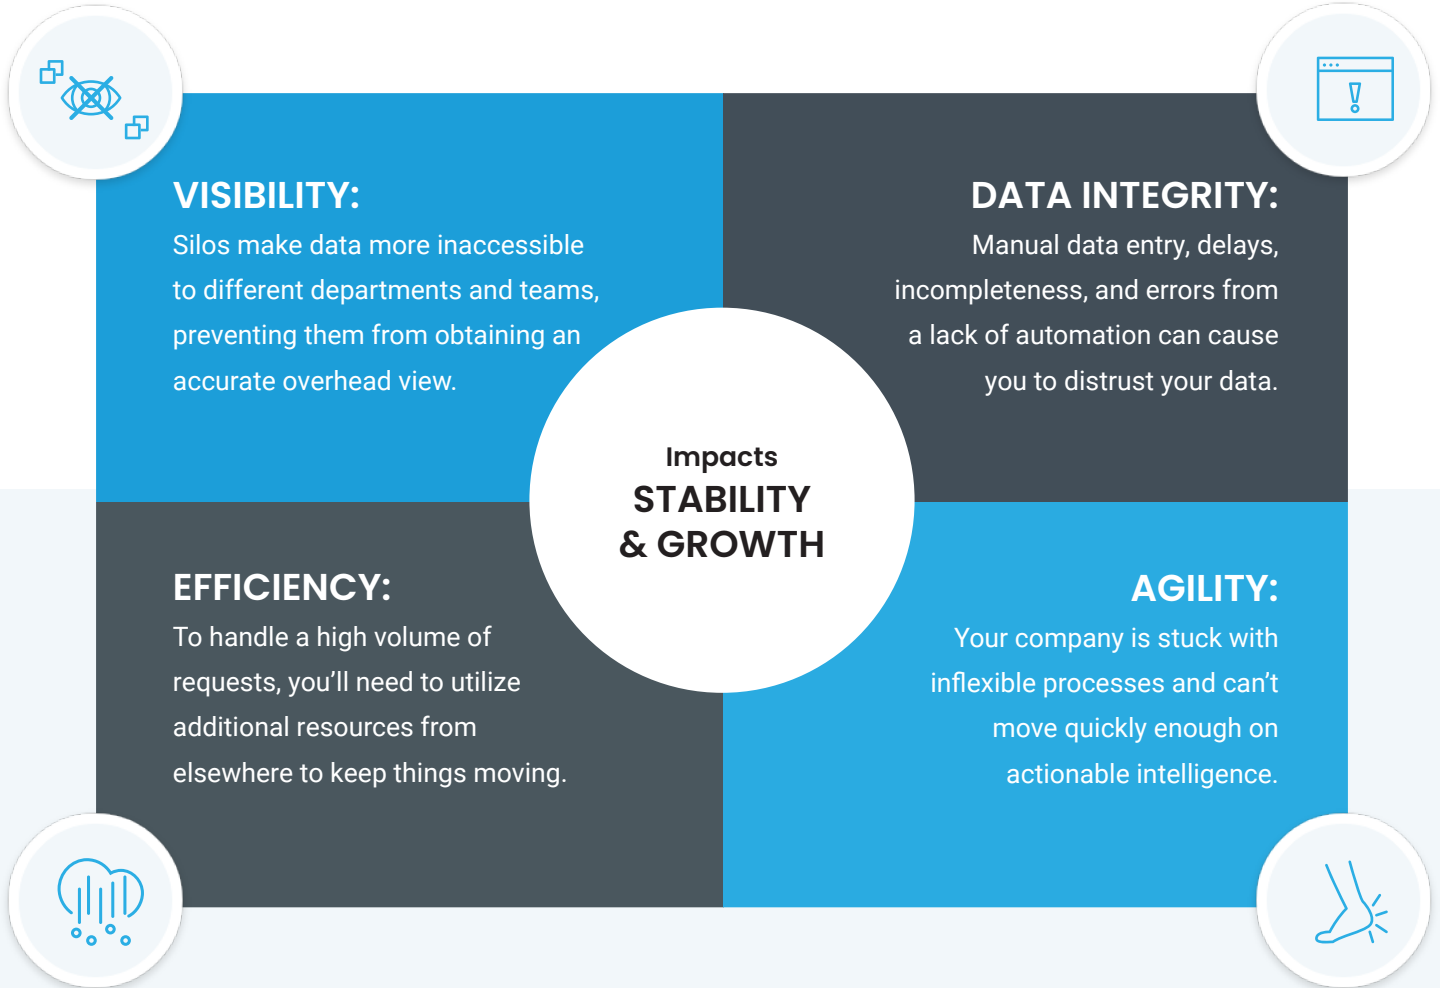 VISIBILITY:
Silos make data more inaccessible
to different departments and teams,
preventing them from obtaining an
accurate overhead view.
DATA INTEGRITY:
Manual data entry, delays,
incompleteness, and errors from
a lack of automation can cause
you to distrust your data.
Impacts
STABILITY
& GROWTH
EFFICIENCY:
To handle a high volume of
requests, you’ll need to utilize
additional resources from
elsewhere to keep things moving.
AGILITY:
Your company is stuck with
inflexible processes and can’t
move quickly enough on
actionable intelligence.